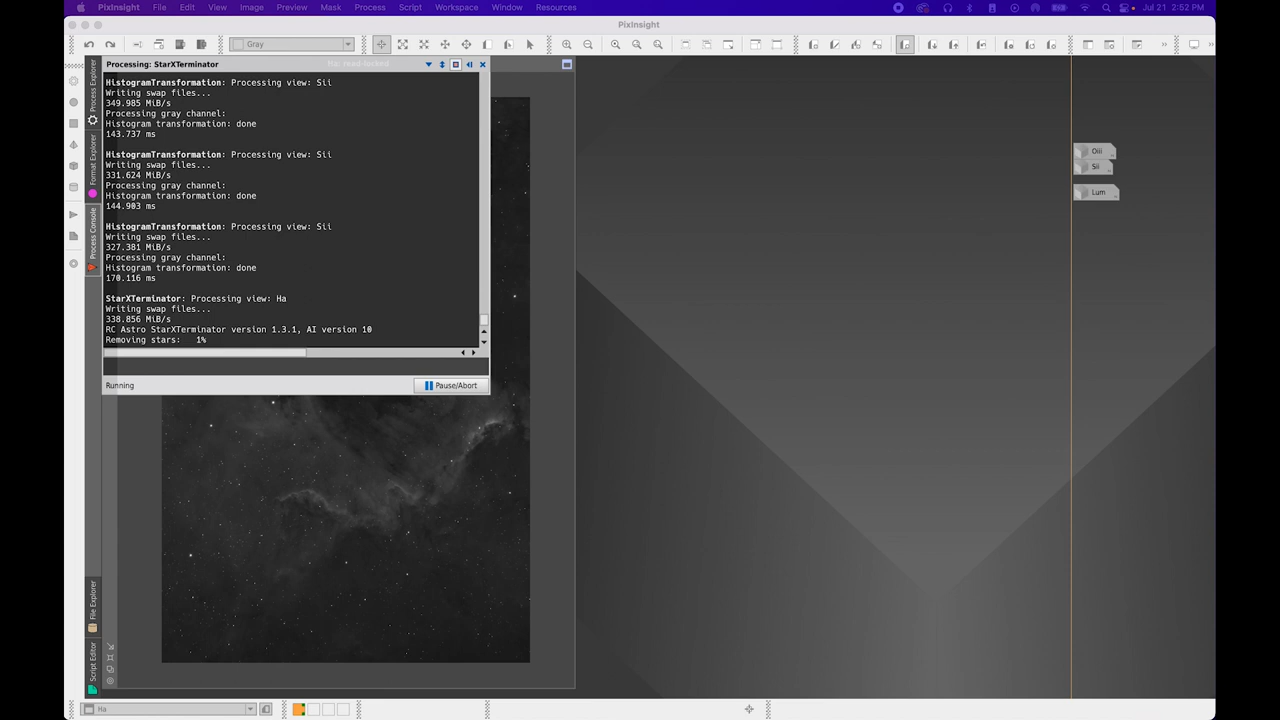 PixInsight File Edit View Image Preview Mask Process Script Workspace Window Resources
Jul 21 2:52 PM
PixInsight
Gray
Processing: StarXTerminator
Ha: read-locked
HistogramTransformation: Processing view: Sii
Writing swap files...
349.985 MiB/s
Processing gray channel:
Histogram transformation: done
143.737 ms
HistogramTransformation: Processing view: Sii
Writing swap files...
331.624 MiB/s
Processing gray channel:
Histogram transformation: done
144.903 ms
HistogramTransformation: Processing view: Sii
Writing swap files...
327.381 MiB/s
Processing gray channel:
Histogram transformation: done
170.116 ms
StarXTerminator: Processing view: Ha
Writing swap files...
338.856 MiB/s
RC Astro StarXTerminator version 1.3.1, AI version 10
Removing stars: 1%
Running
Pause/Abort
Process Explorer
Format Explorer
Process Console
File Explorer
Script Editor
Oiii
Sii
Lum
Ha